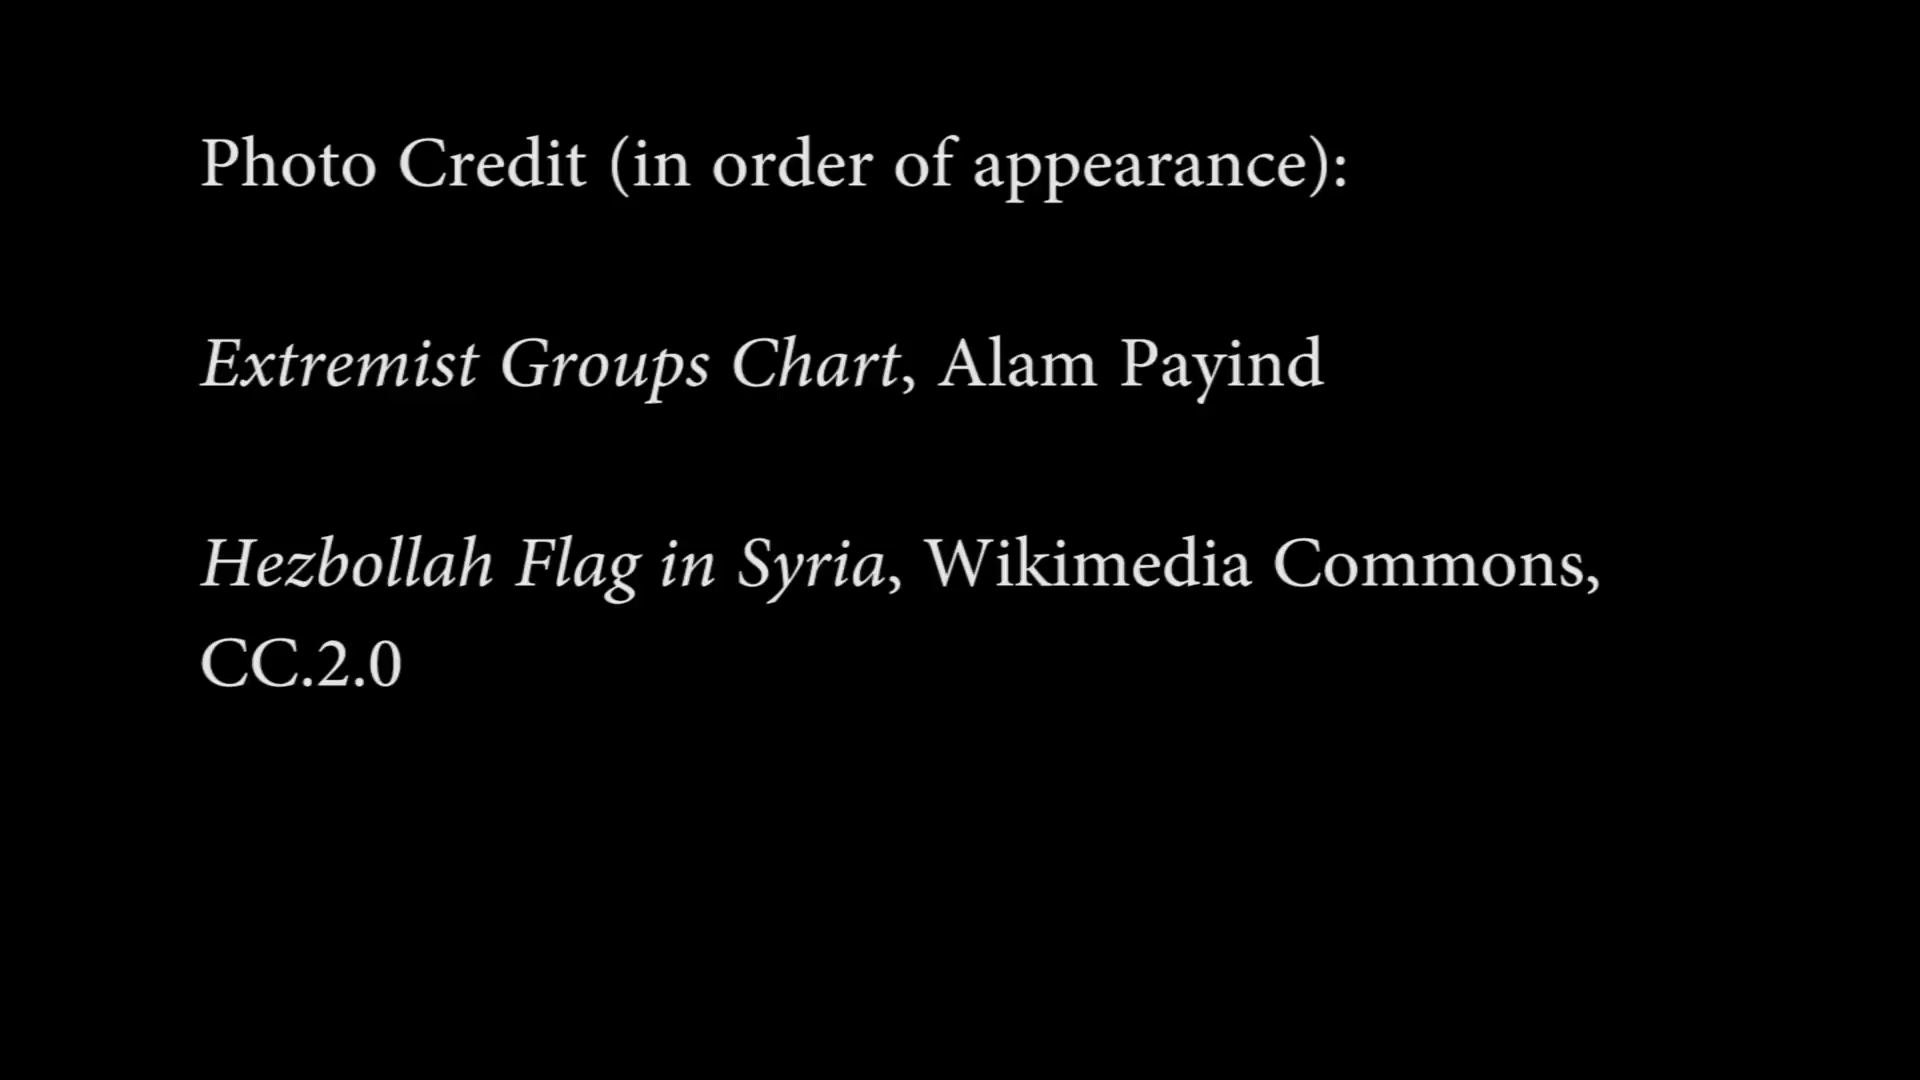 Photo Credit (in order of appearance):
Extremist Groups Chart, Alam Payind
Hezbollah Flag in Syria, Wikimedia Commons,
CC.2.0